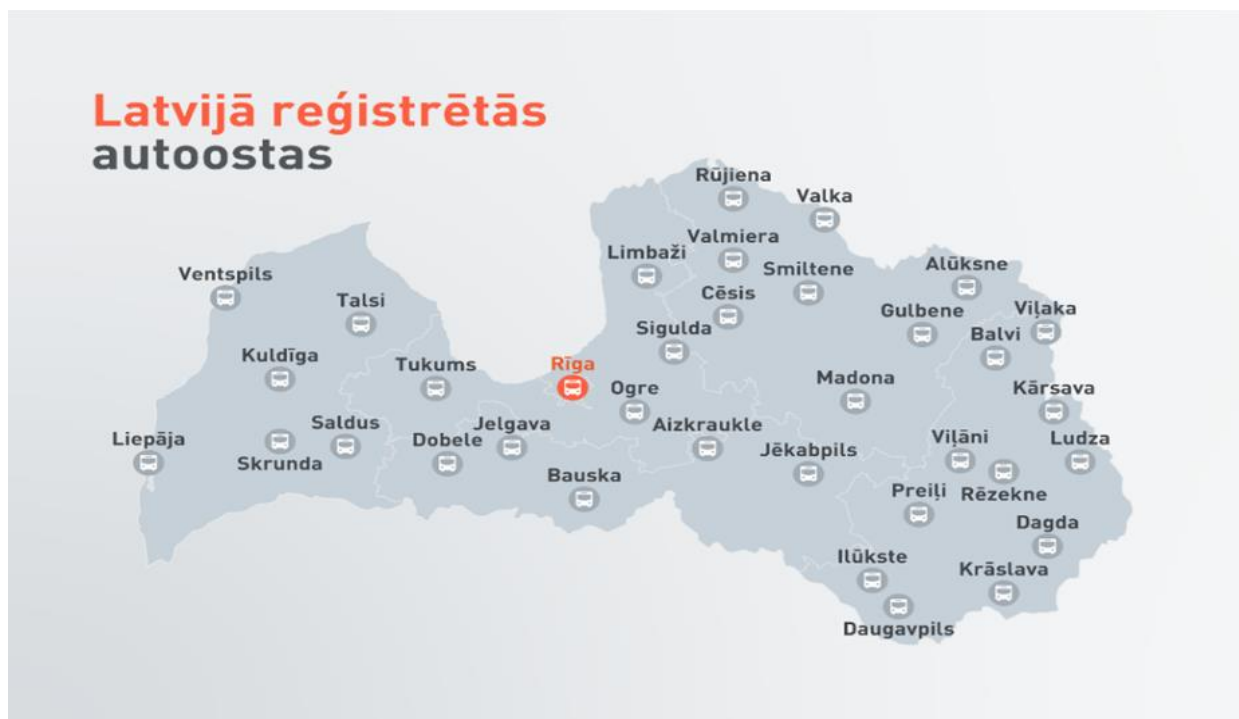 Latvijā reģistrētās
autoostas
Rūjiena
Valka
Valmiera
Limbaži
Smiltene
Alūksne
Ventspils
Talsi
Cēsis
Gulbene
Viļaka
Sigulda
Balvi
Kuldīga
Tukums
Rīga
Ogre
Madona
Kārsava
Saldus
Jelgava
Aizkraukle
Liepāja
Dobele
Viļāni
Ludza
Skrunda
Jēkabpils
Bauska
Preiļi
Rēzekne
Dagda
Ilūkste
Krāslava
Daugavpils